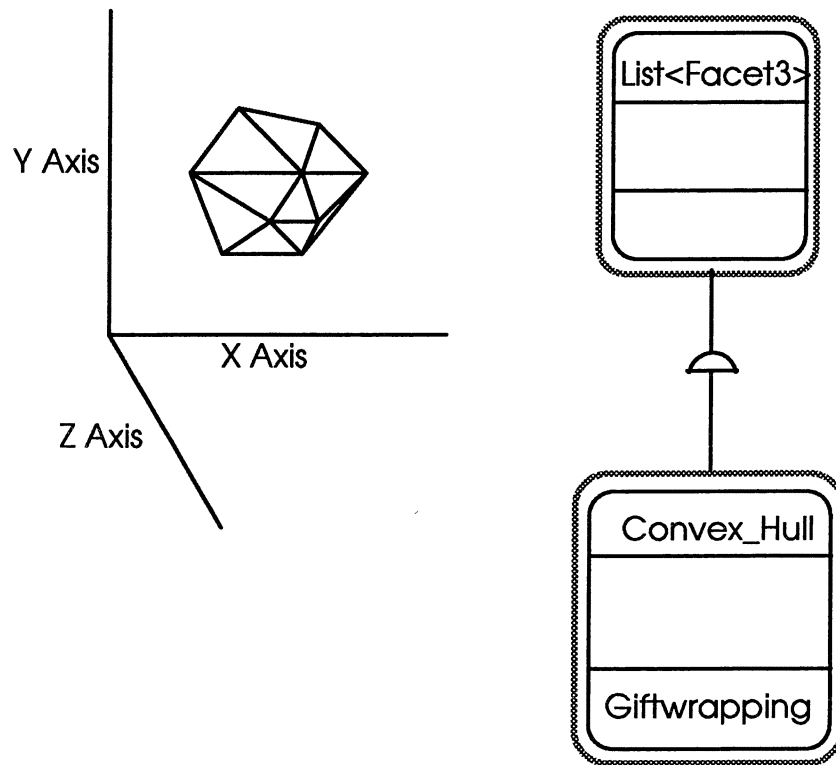 Y Axis
X Axis
Z Axis
List<Facet3>
Convex_Hull
Giftwrapping